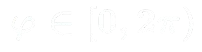 φ ∈ [0, 2π)